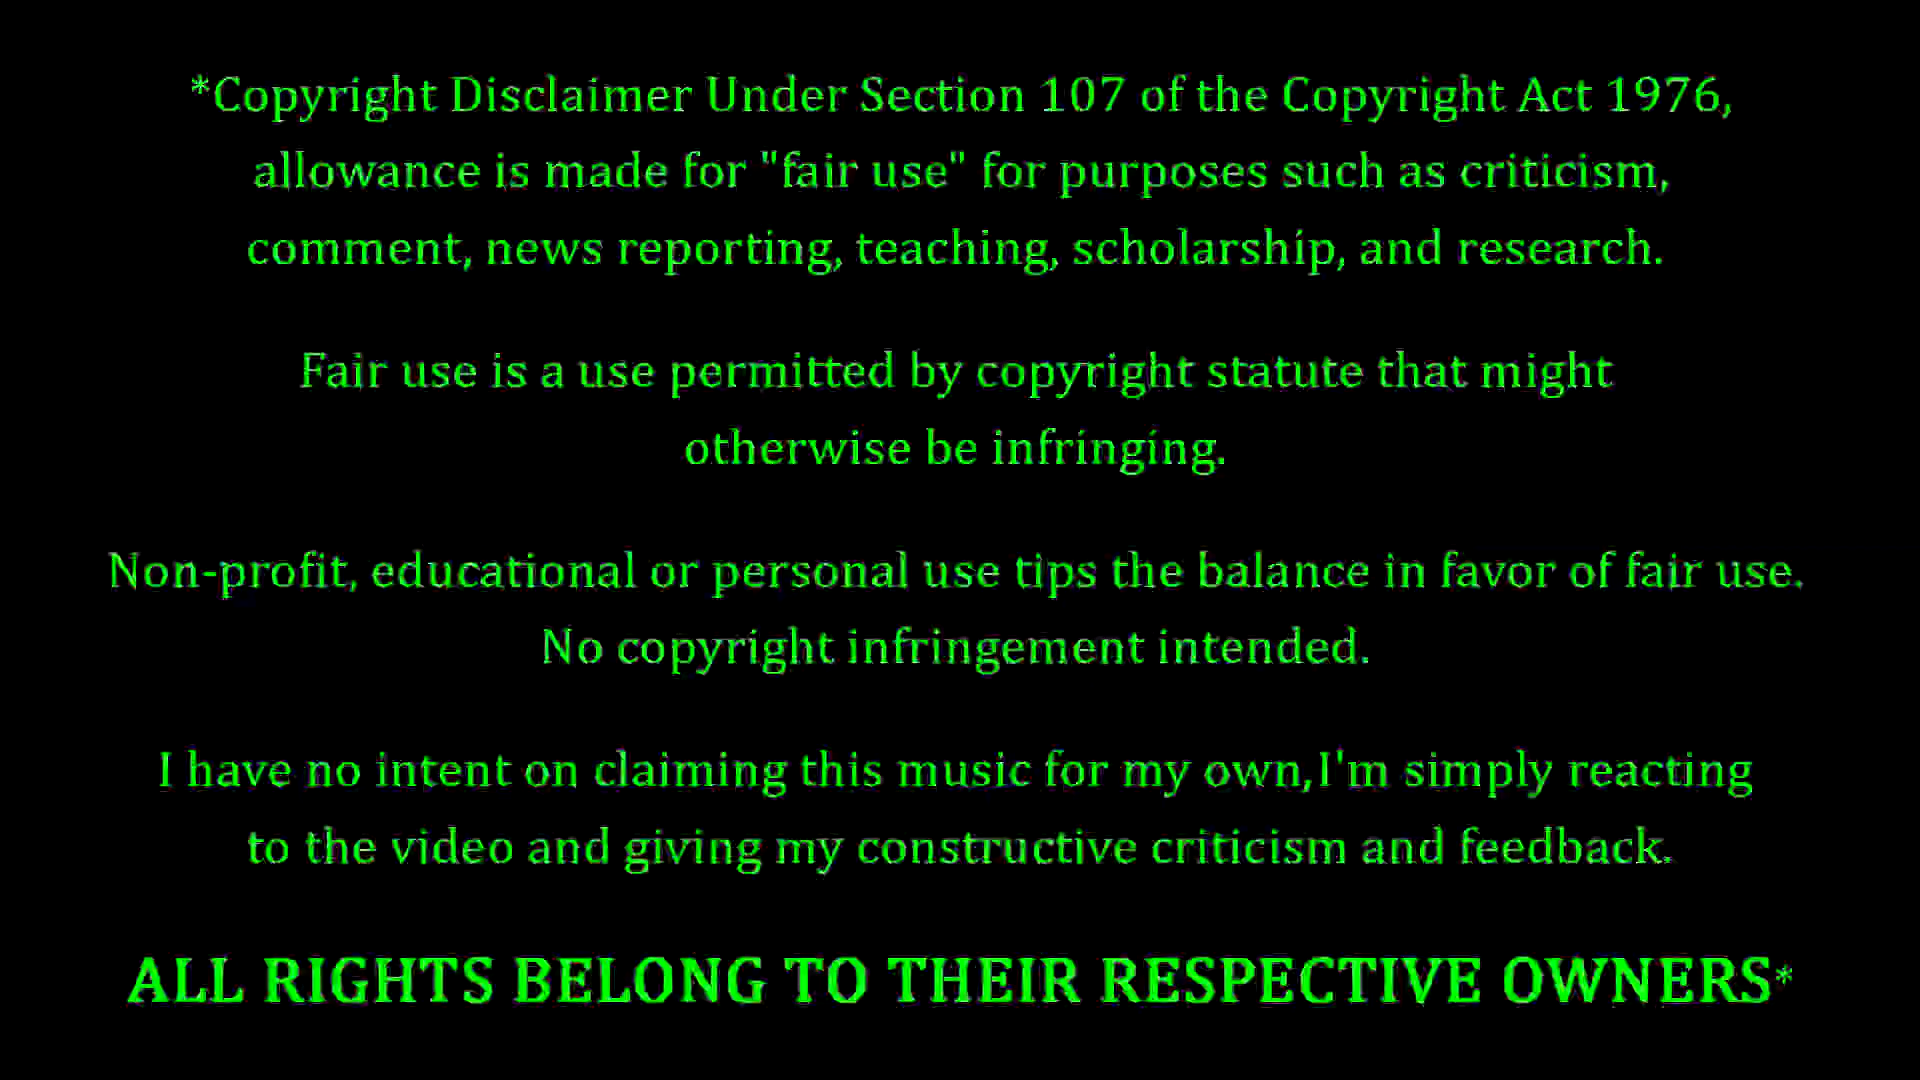 *Copyright Disclaimer Under Section 107 of the Copyright Act 1976,
allowance is made for "fair use" for purposes such as criticism,
comment, news reporting, teaching, scholarship, and research.
Fair use is a use permitted by copyright statute that might
otherwise be infringing.
Non-profit, educational or personal use tips the balance in favor of fair use.
No copyright infringement intended.
I have no intent on claiming this music for my own,I'm simply reacting
to the video and giving my constructive criticism and feedback.
ALL RIGHTS BELONG TO THEIR RESPECTIVE OWNERS*